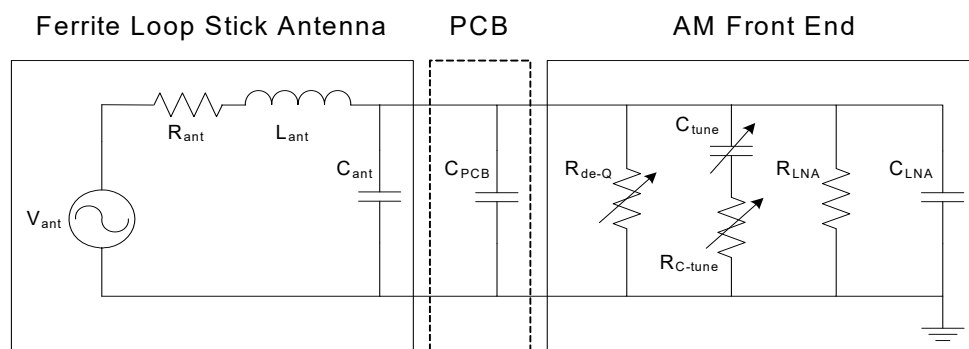 Ferrite Loop Stick Antenna
PCB
AM Front End
Rant
Lant
Cant
Vant
CPCB
Rde-Q
Ctune
RC-tune
RLNA
CLNA